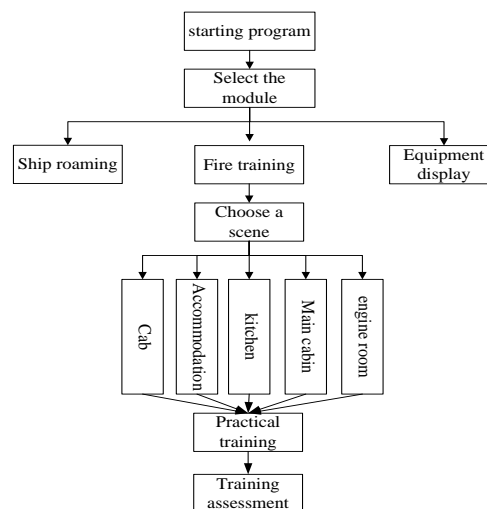 starting program
Select the
module
Ship roaming
Fire training
Equipment
display
Choose a
scene
Cab
Accommodation
kitchen
Main cabin
engine room
Practical
training
Training
assessment